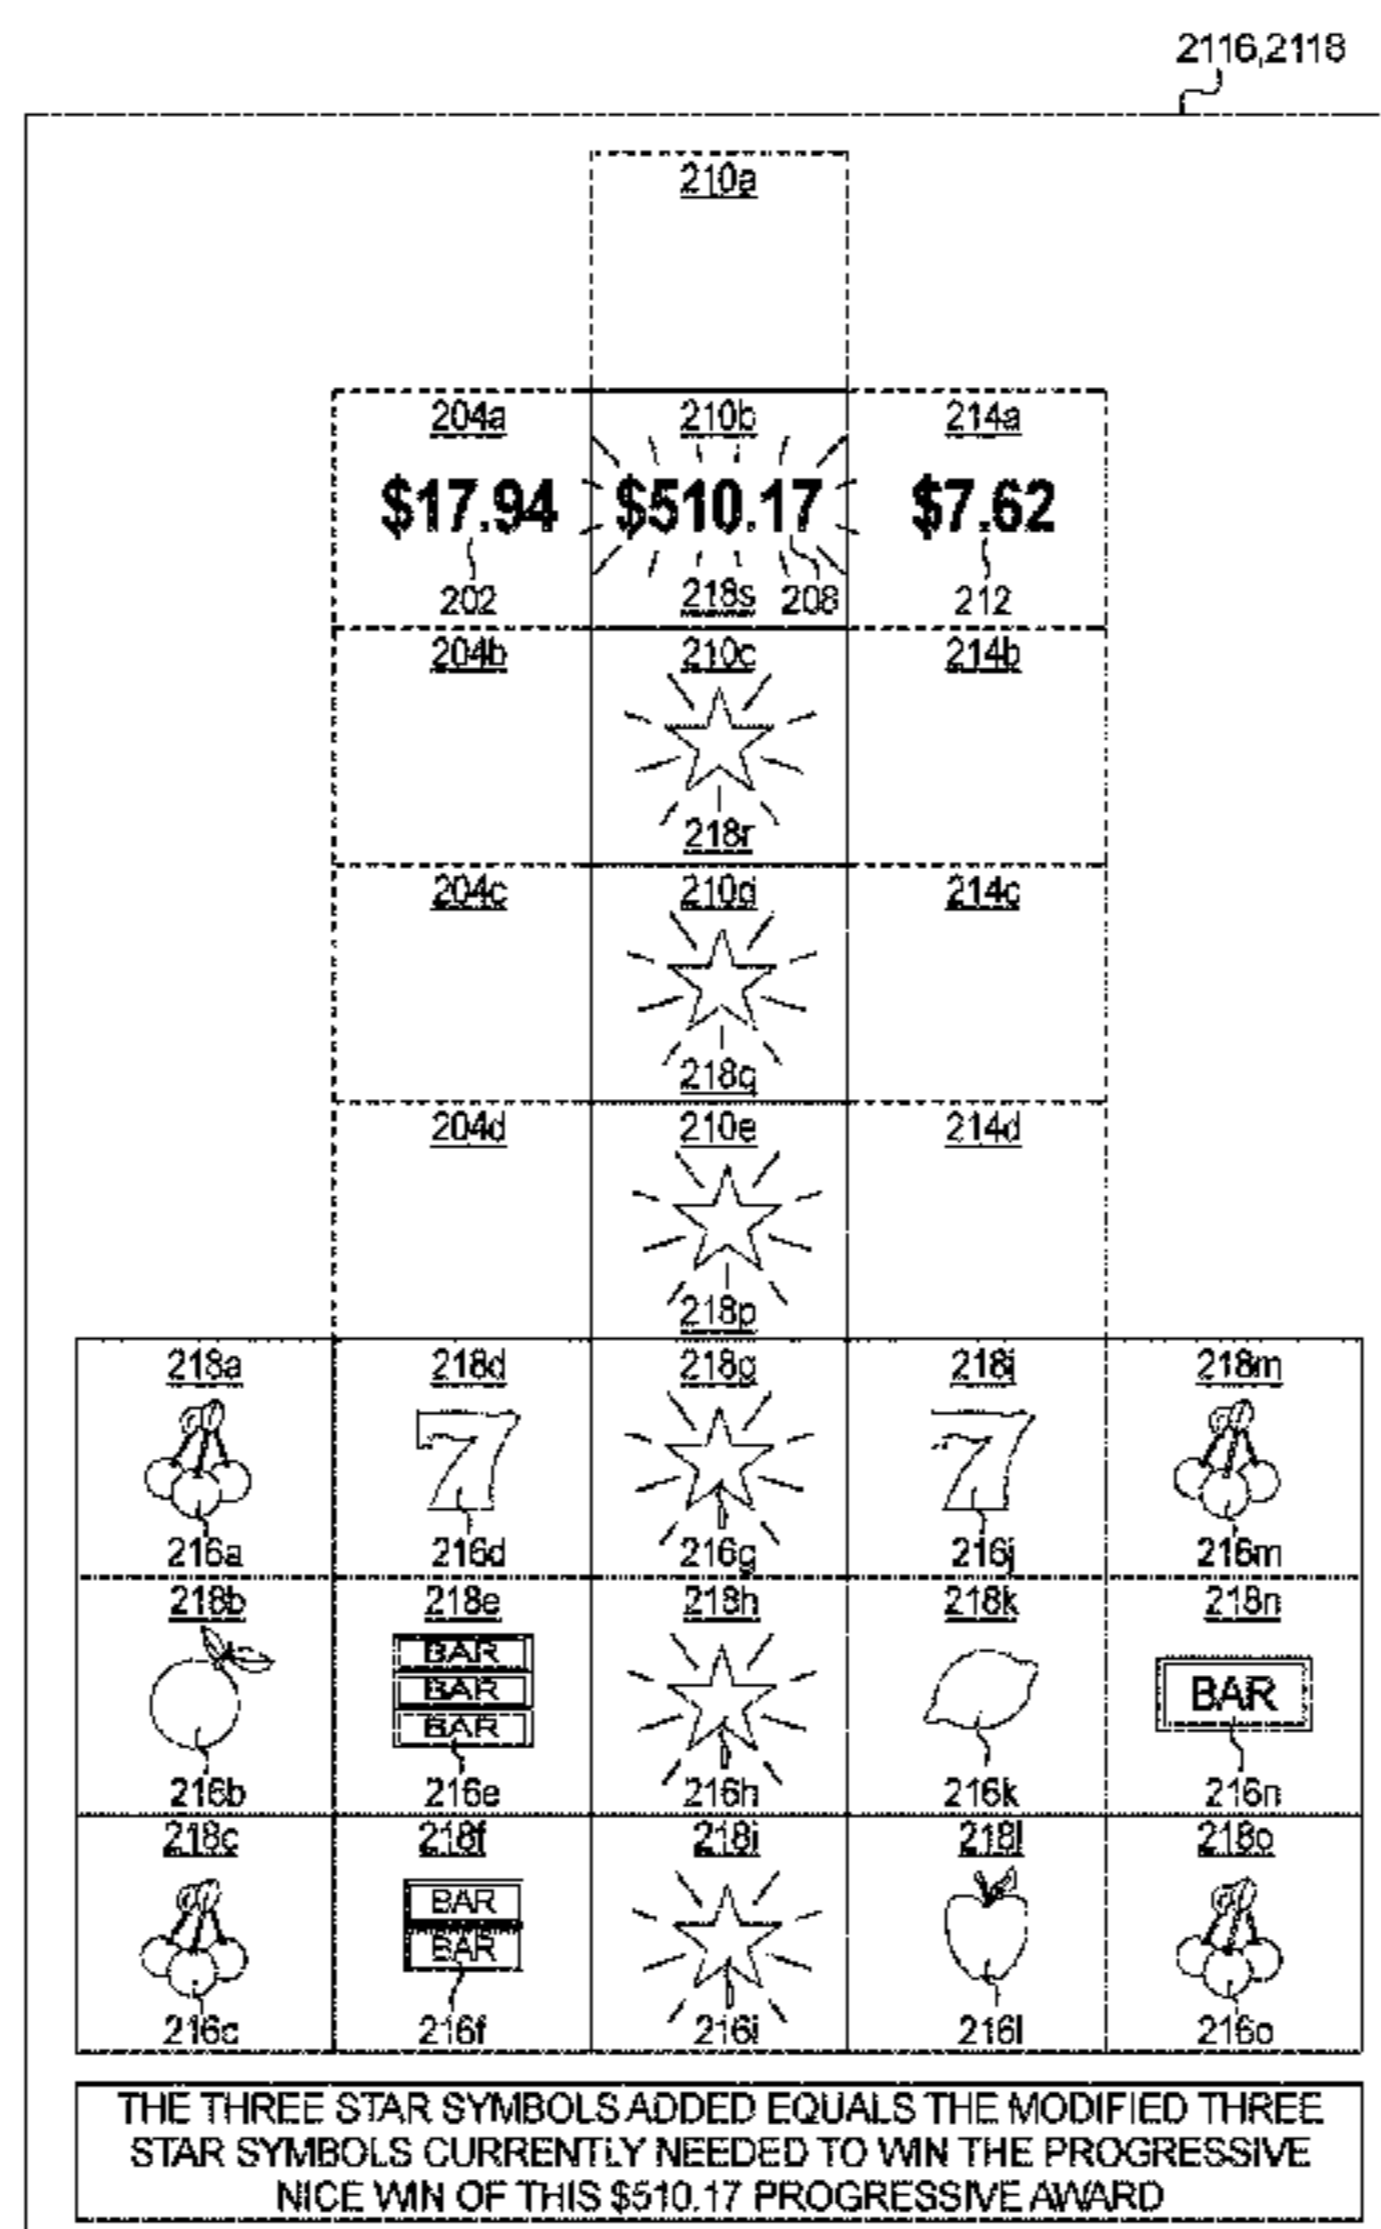 2116,2118
210a
204a 210b 214a
$17.94 $510.17 $7.62
202 218s 208 212
204b 210c 214b
218r
204c 210d 214c
218q
204d 210e 214d
218p
218a 218d 218g 218j 218m
7 7
216a 216d 216g 216j 216m
218b 218e 218h 218k 218n
BAR
BAR BAR
BAR
216b 216e 216h 216k 216n
218c 218f 218i 218l 218o
BAR
BAR
216c 216f 216i 216l 216o
THE THREE STAR SYMBOLS ADDED EQUALS THE MODIFIED THREE
STAR SYMBOLS CURRENTLY NEEDED TO WIN THE PROGRESSIVE
NICE WIN OF THIS $510.17 PROGRESSIVE AWARD